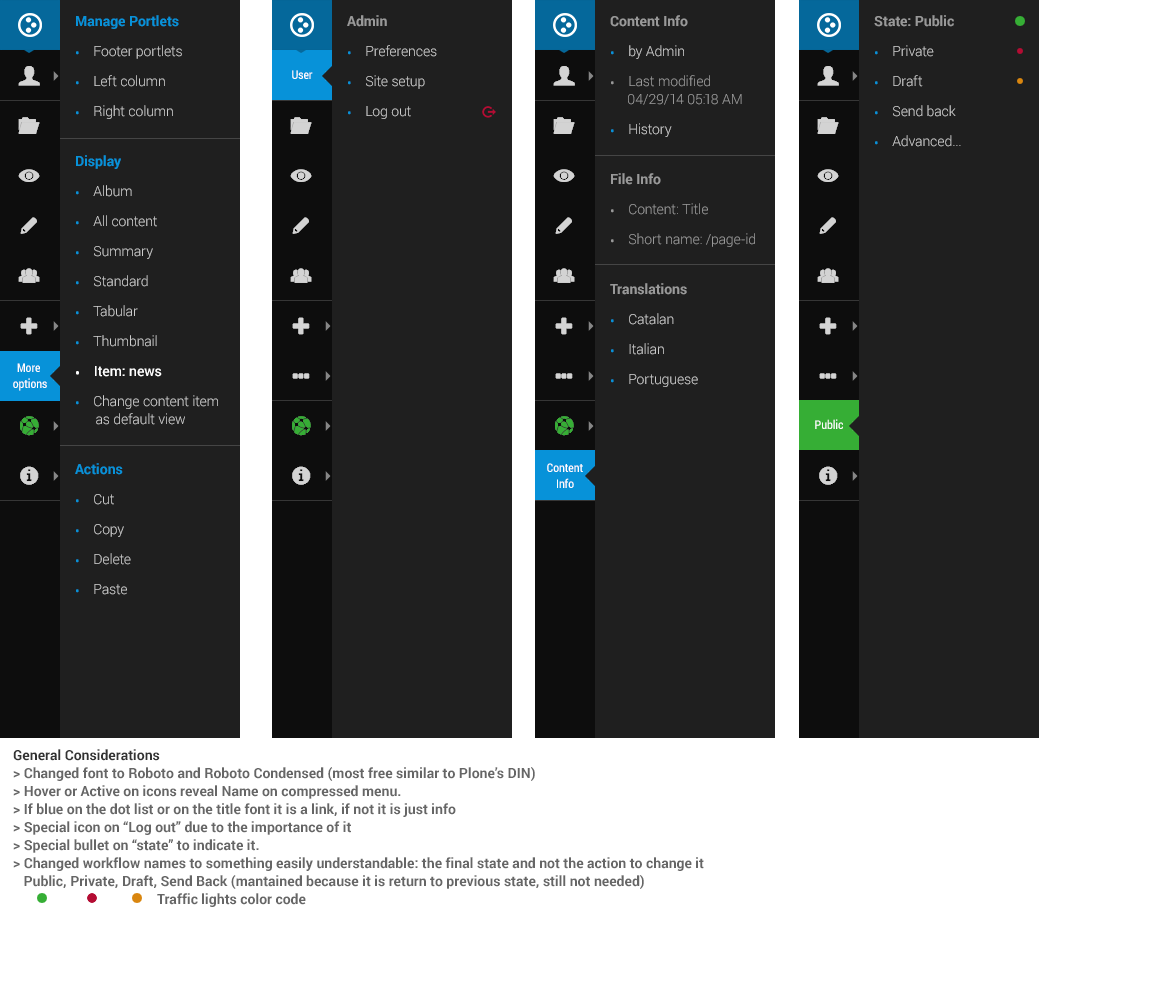 Manage Portlets
Footer portlets
Left column
Right column
Display
Album
All content
Summary
Standard
Tabular
Thumbnail
More
options
Item: news
Change content item
as default view
Actions
Cut
Copy
Delete
Paste
Admin
User
Preferences
Site setup
Log out
Content Info
by Admin
Last modified
04/29/14 05:18 AM
History
File Info
Content: Title
Short name: /page-id
Translations
Catalan
Italian
Portuguese
Content
Info
State: Public
Private
Draft
Send back
Advanced...
Public
General Considerations
> Changed font to Roboto and Roboto Condensed (most free similar to Plone's DIN)
> Hover or Active on icons reveal Name on compressed menu.
> If blue on the dot list or on the title font it is a link, if not it is just info
> Special icon on “Log out” due to the importance of it
> Special bullet on “state” to indicate it.
> Changed workflow names to something easily understandable: the final state and not the action to change it
Public, Private, Draft, Send Back (mantained because it is return to previous state, still not needed)
Traffic lights color code